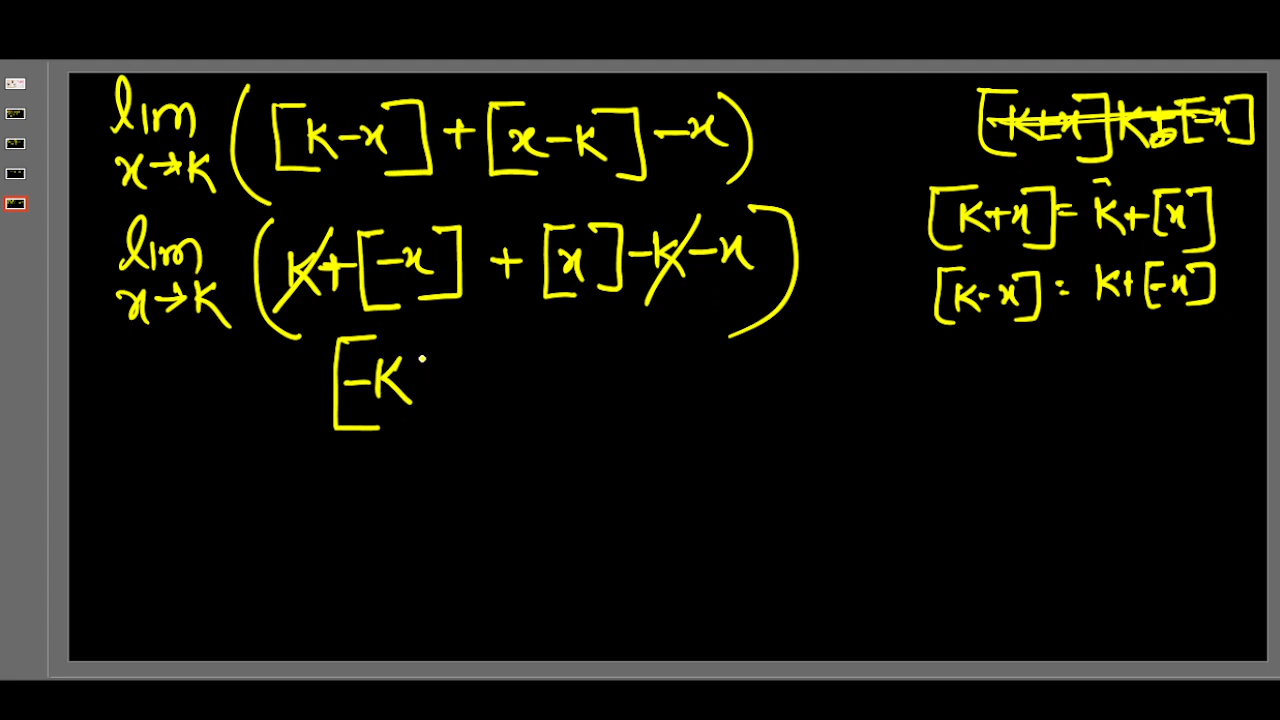 lim x→K ([K-x] + [x-K] -x)
lim x→K (K+[-x] + [x] -K -x)
[-K
[K+x] = K+[x]
[K-x] = K+[-x]